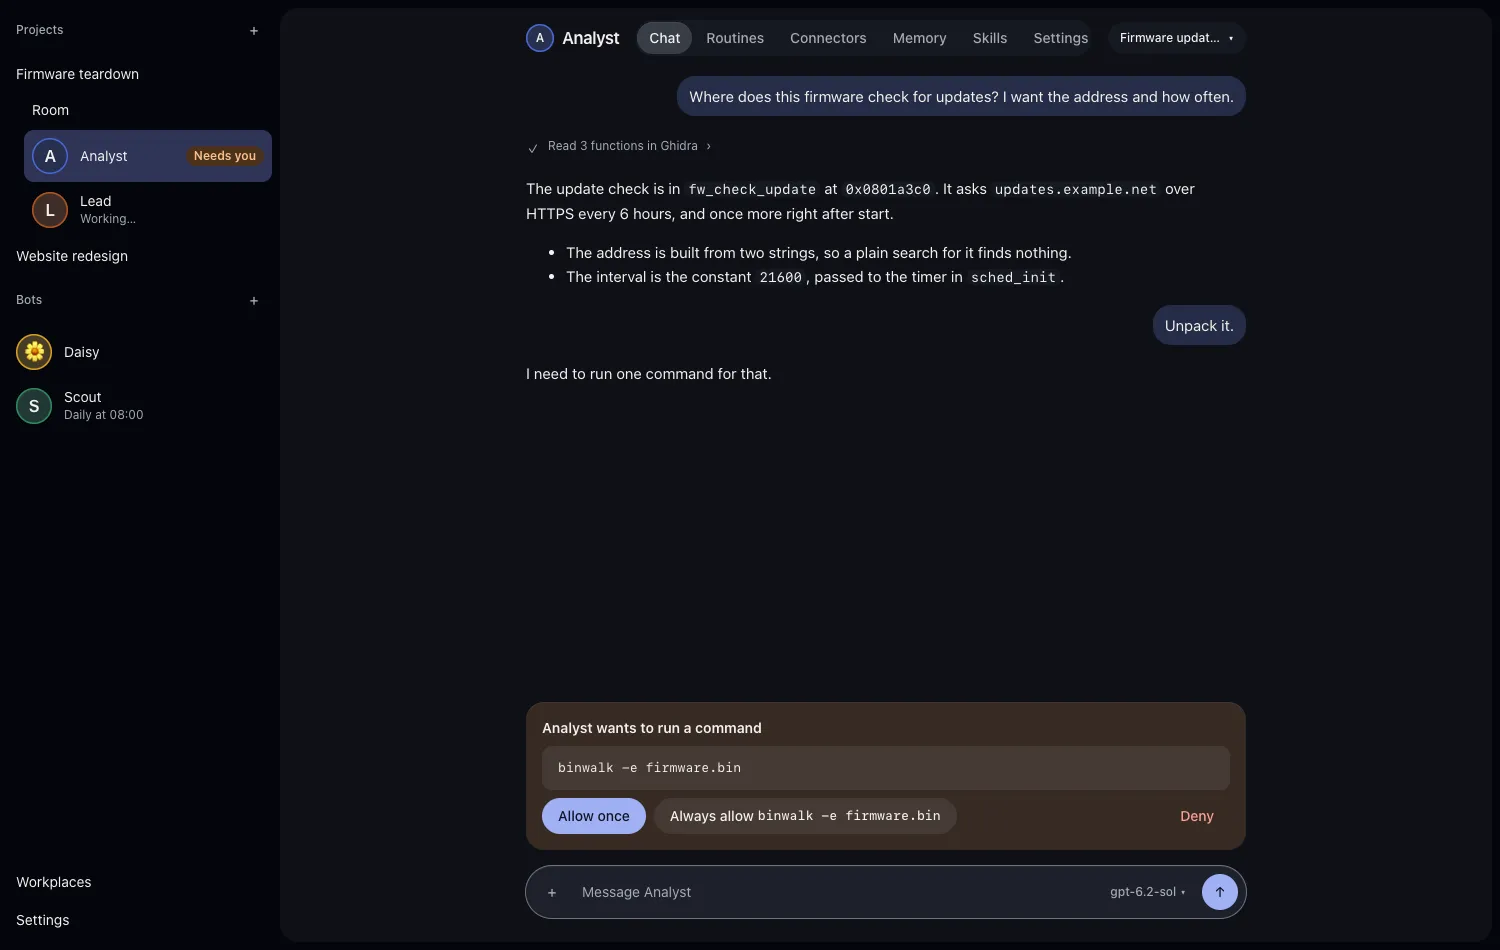 Projects
+
Firmware teardown
Room
A
Analyst
Needs you
L
Lead
Working...
Website redesign
Bots
+
Daisy
S
Scout
Daily at 08:00
Workplaces
Settings
A
Analyst
Chat
Routines
Connectors
Memory
Skills
Settings
Firmware updat...
Where does this firmware check for updates? I want the address and how often.
Read 3 functions in Ghidra
The update check is in fw_check_update at 0x0801a3c0. It asks updates.example.net over
HTTPS every 6 hours, and once more right after start.
• The address is built from two strings, so a plain search for it finds nothing.
• The interval is the constant 21600, passed to the timer in sched_init.
Unpack it.
I need to run one command for that.
Analyst wants to run a command
binwalk -e firmware.bin
Allow once
Always allow binwalk -e firmware.bin
Deny
+
Message Analyst
gpt-6.2-sol